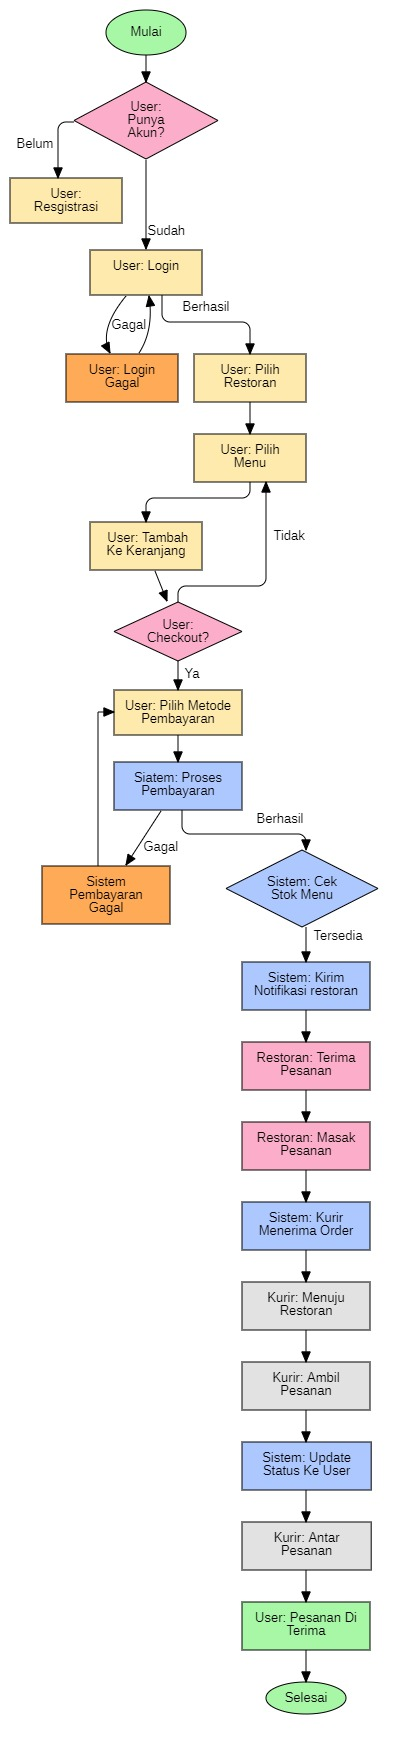 Mulai
User:
Punya
Akun?
Belum
User:
Resgistrasi
Sudah
User: Login
Gagal
Berhasil
User: Login
Gagal
User: Pilih
Restoran
User: Pilih
Menu
User: Tambah
Ke Keranjang
Tidak
User:
Checkout?
Ya
User: Pilih Metode
Pembayaran
Siatem: Proses
Pembayaran
Gagal
Berhasil
Sistem
Pembayaran
Gagal
Sistem: Cek
Stok Menu
Tersedia
Sistem: Kirim
Notifikasi restoran
Restoran: Terima
Pesanan
Restoran: Masak
Pesanan
Sistem: Kurir
Menerima Order
Kurir: Menuju
Restoran
Kurir: Ambil
Pesanan
Sistem: Update
Status Ke User
Kurir: Antar
Pesanan
User: Pesanan Di
Terima
Selesai